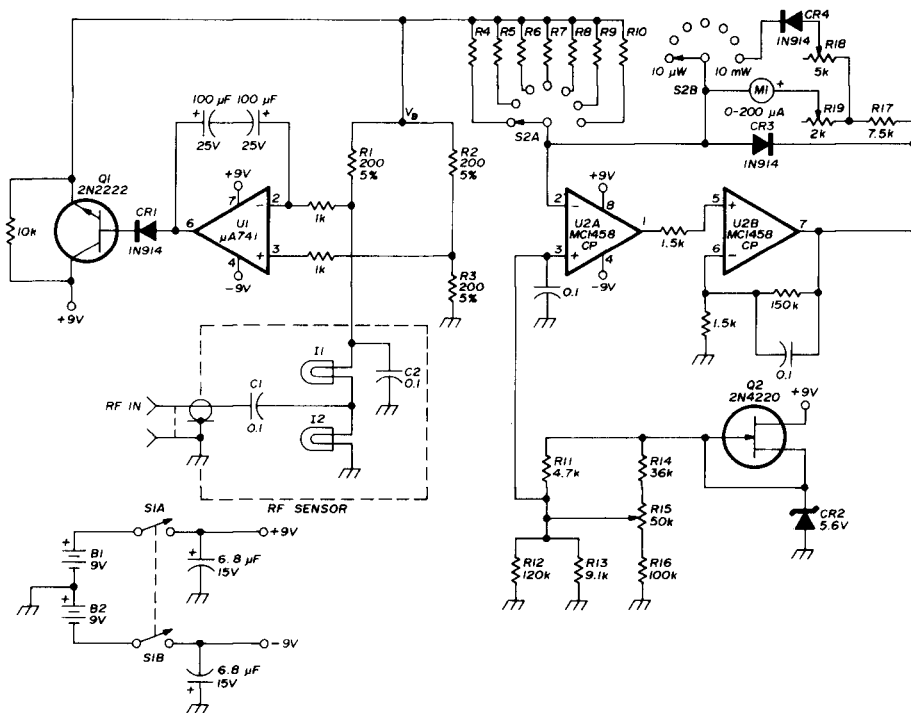 R4
R5
R6
R7
R8
R9
R10
CR4
1N914
R18
5k
10 µW
10 mW
S2B
M1
+
0-200 µA
R19
2k
R17
7.5k
CR3
1N914
S2A
100 µF
100 µF
+
+
25V
25V
VB
R1
200
5%
R2
200
5%
R3
200
5%
Q1
2N2222
10k
+9V
CR1
1N914
+9V
7
2
-
6
U1
µA741
3
+
4
-9V
1k
1k
+9V
8
2
-
U2A
MC1458
CP
1
3
+
4
-9V
0.1
1.5k
5
+
U2B
MC1458
CP
7
6
-
150k
1.5k
0.1
I1
C2
0.1
C1
0.1
I2
RF IN
RF SENSOR
Q2
2N4220
+9V
R11
4.7k
R14
36k
R15
50k
CR2
5.6V
R12
120k
R13
9.1k
R16
100k
S1A
+9V
+
B1
9V
+
6.8 µF
15V
+
B2
9V
S1B
-9V
6.8 µF
15V
+